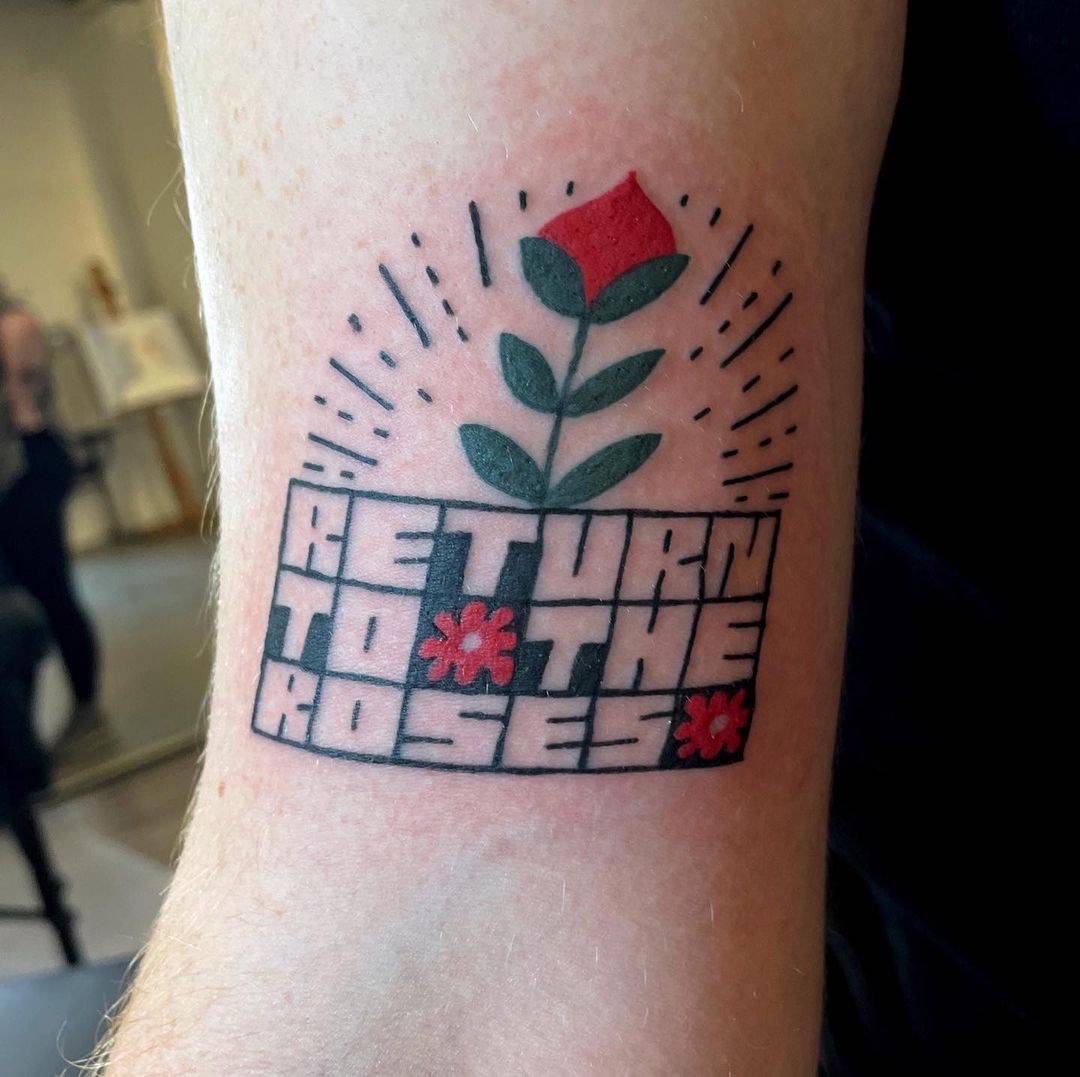 RETURN
TO THE
ROSES